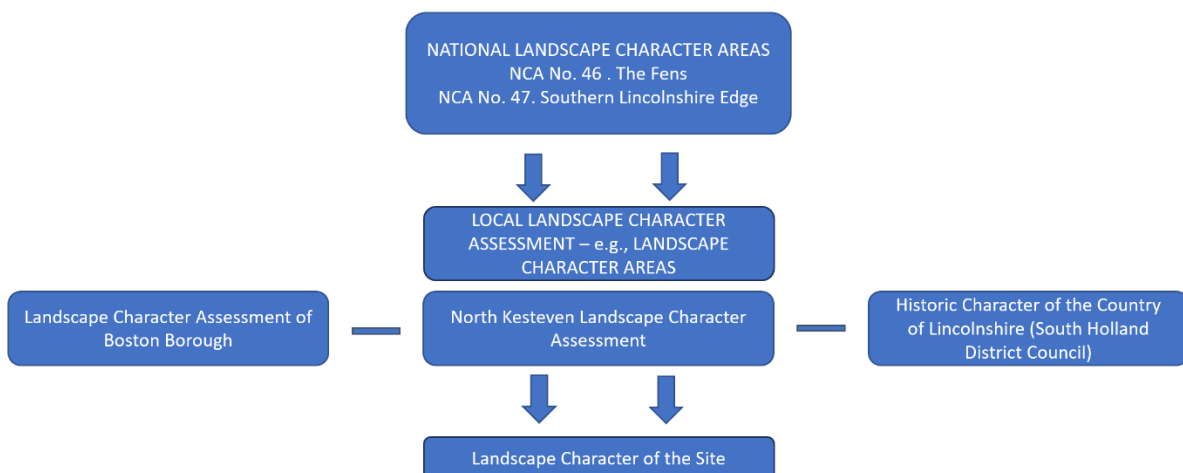 NATIONAL LANDSCAPE CHARACTER AREAS
NCA No. 46 . The Fens
NCA No. 47. Southern Lincolnshire Edge
LOCAL LANDSCAPE CHARACTER
ASSESSMENT – e.g., LANDSCAPE
CHARACTER AREAS
Landscape Character Assessment of
Boston Borough
North Kesteven Landscape Character
Assessment
Historic Character of the Country
of Lincolnshire (South Holland
District Council)
Landscape Character of the Site